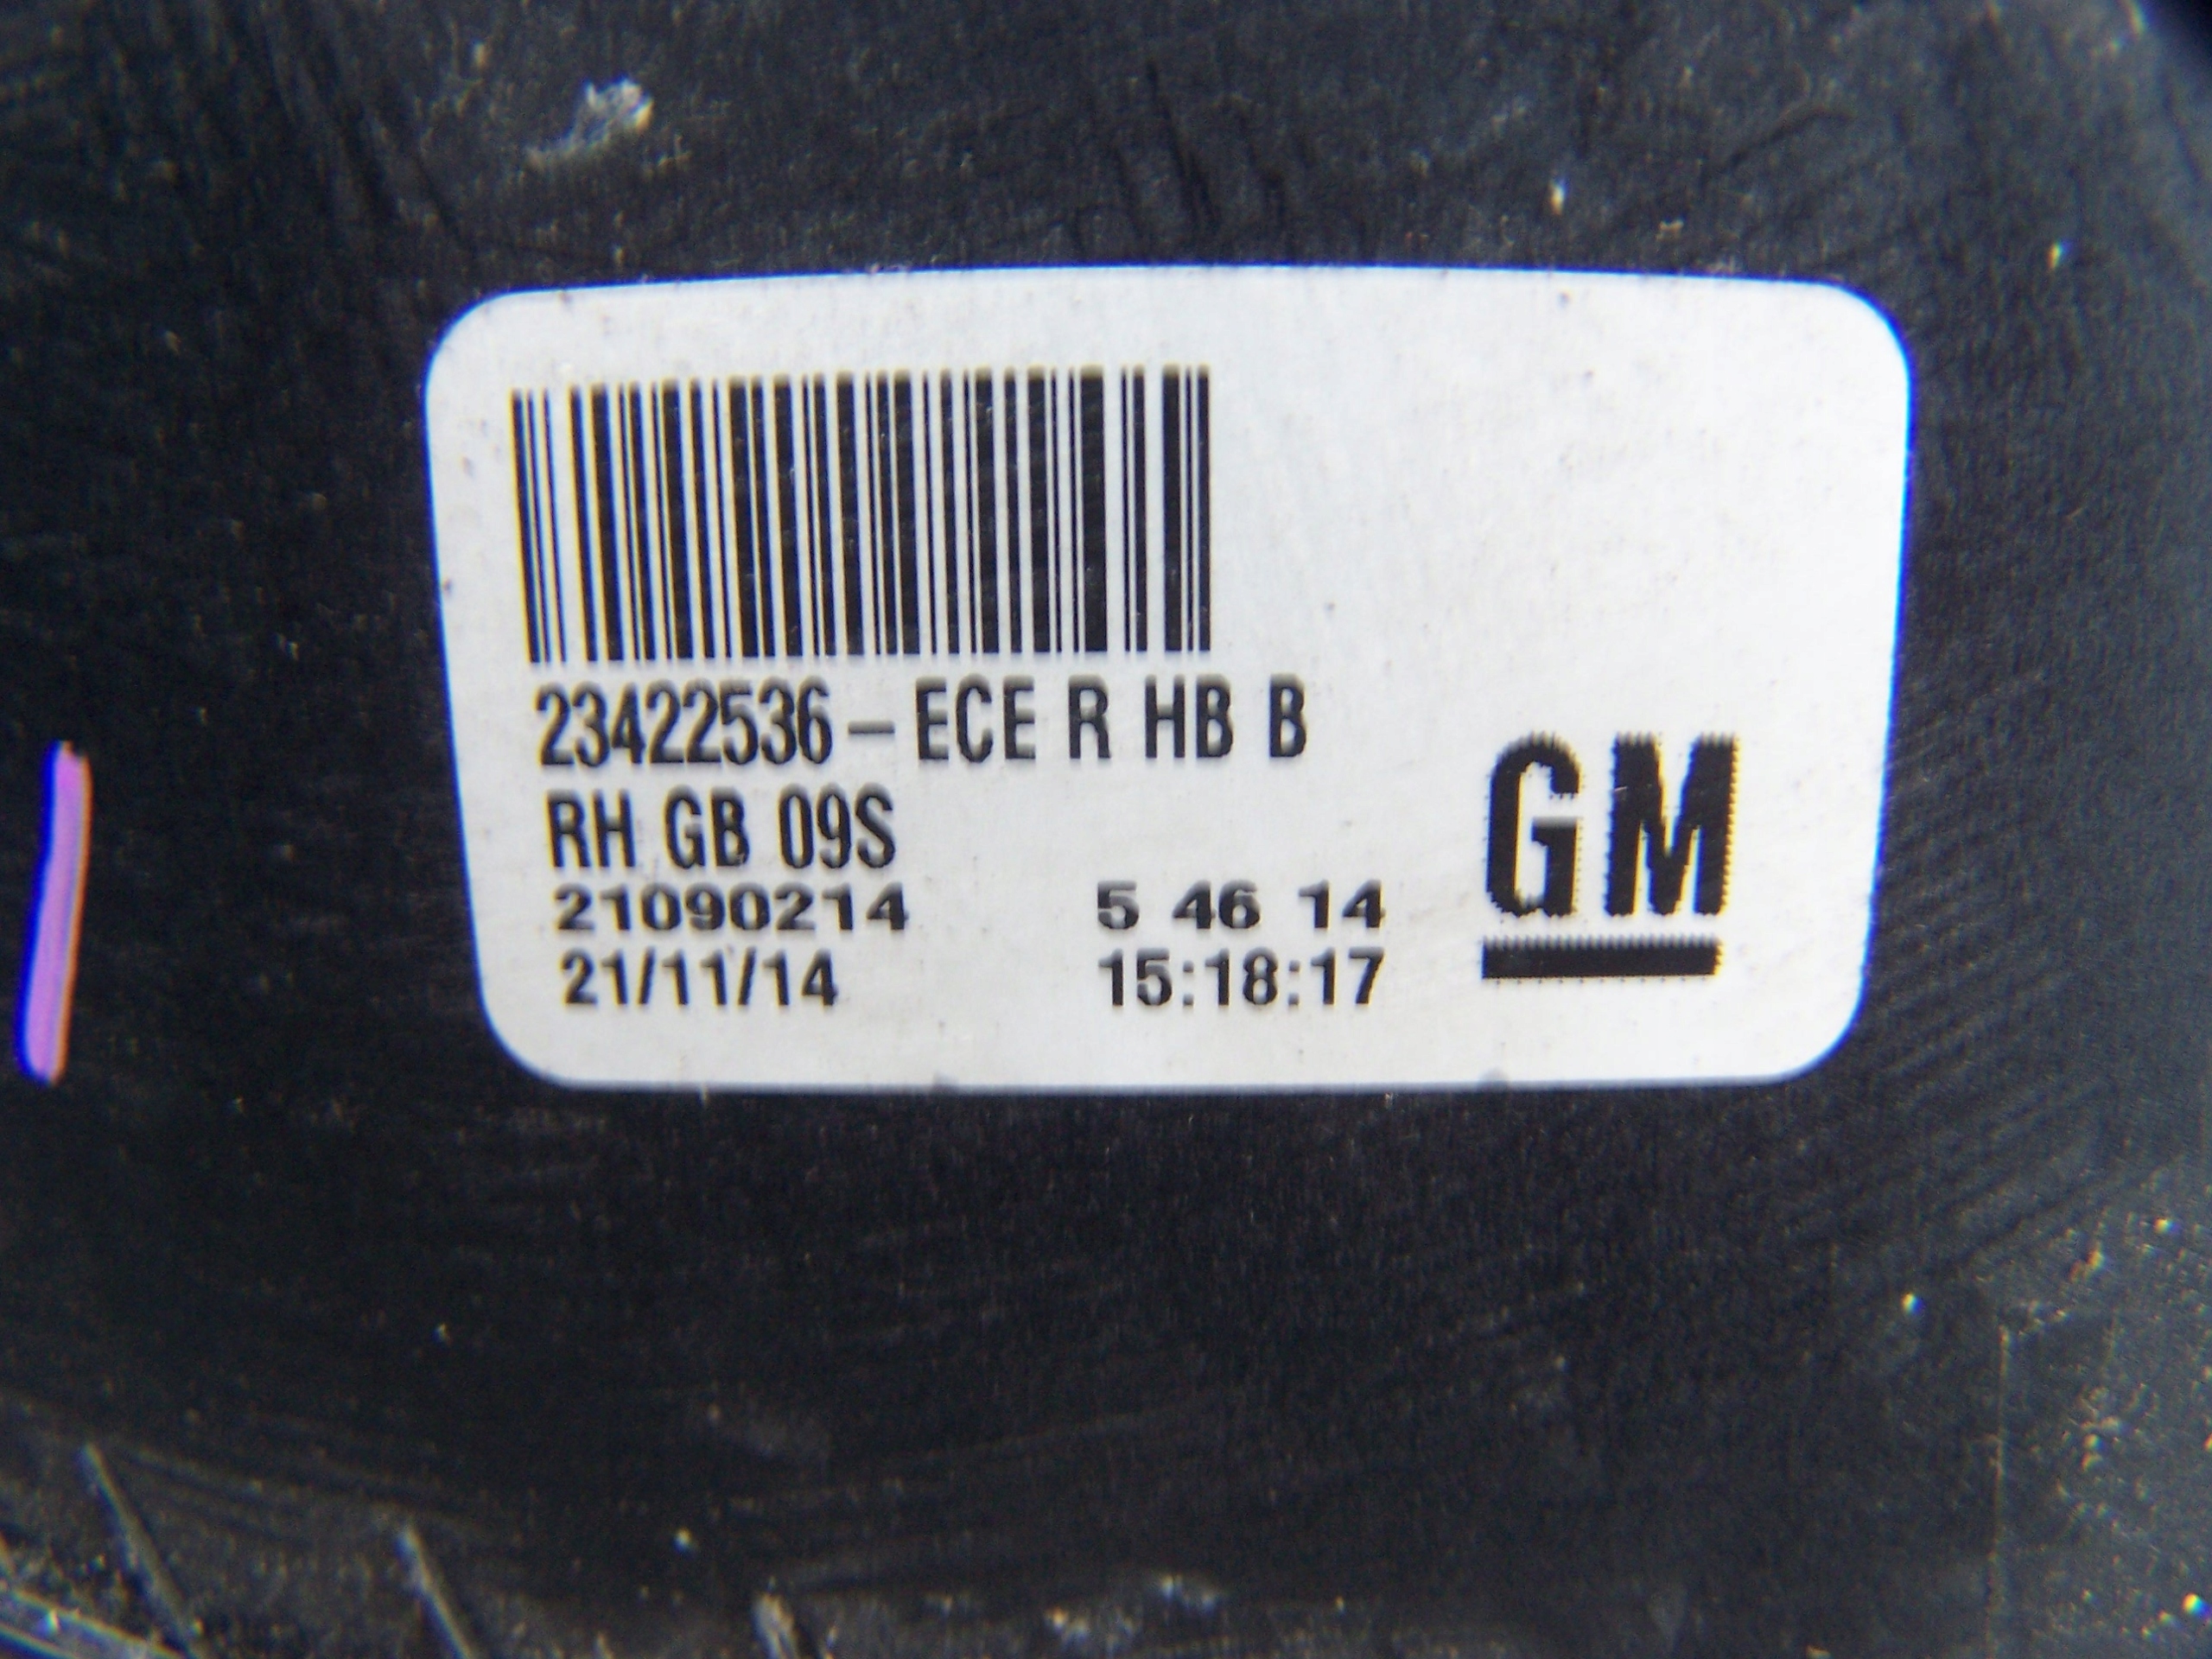 23422536-ECE R HB B
RH GB 09S
21090214 5 46 14
21/11/14 15:18:17
GM